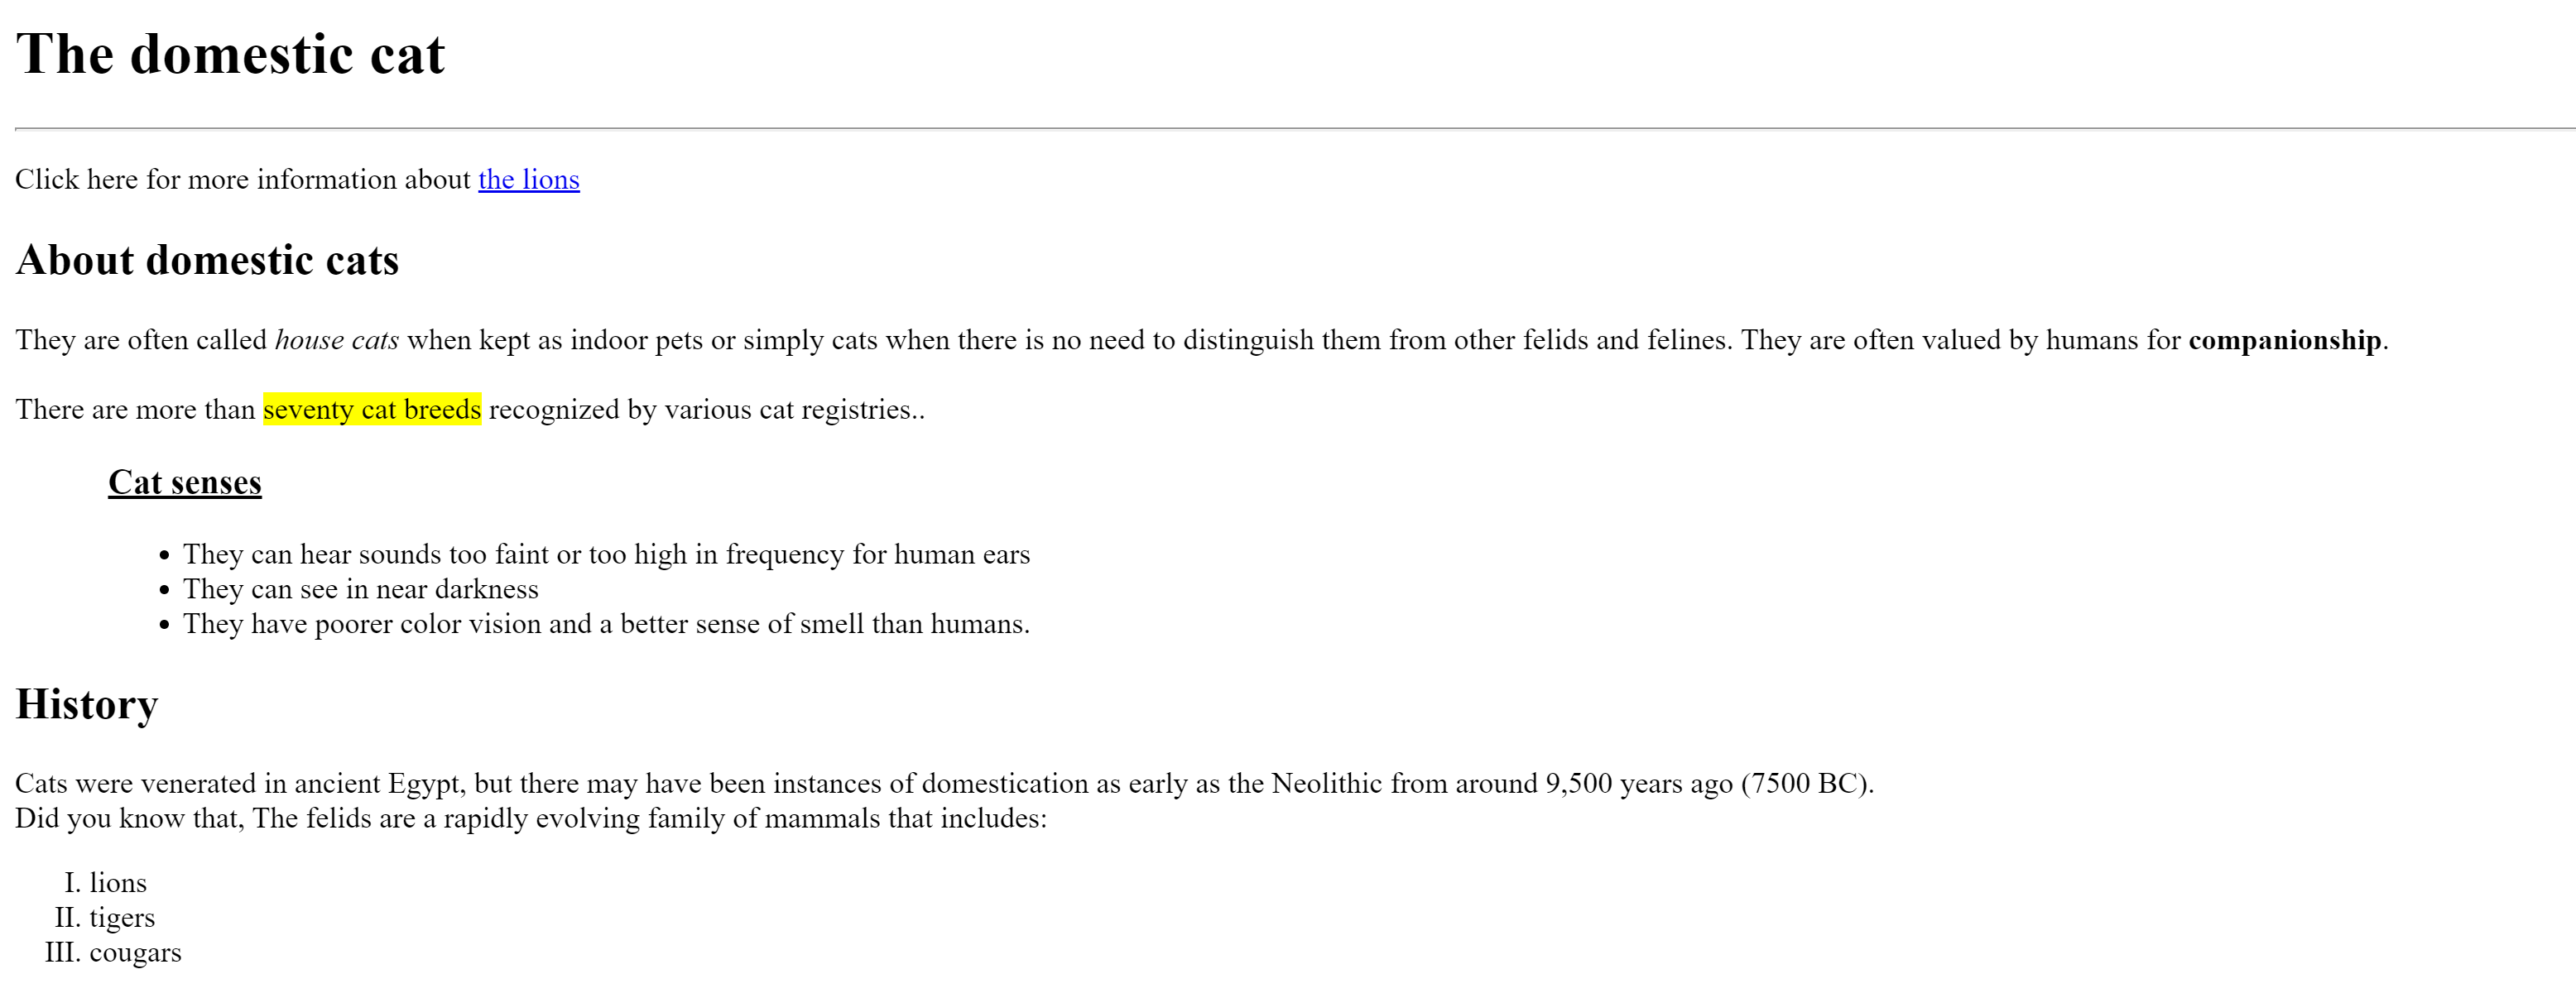 The domestic cat
Click here for more information about the lions
About domestic cats
They are often called house cats when kept as indoor pets or simply cats when there is no need to distinguish them from other felids and felines. They are often valued by humans for companionship.
There are more than seventy cat breeds recognized by various cat registries..
Cat senses
• They can hear sounds too faint or too high in frequency for human ears
• They can see in near darkness
• They have poorer color vision and a better sense of smell than humans.
History
Cats were venerated in ancient Egypt, but there may have been instances of domestication as early as the Neolithic from around 9,500 years ago (7500 BC).
Did you know that, The felids are a rapidly evolving family of mammals that includes:
I. lions
II. tigers
III. cougars